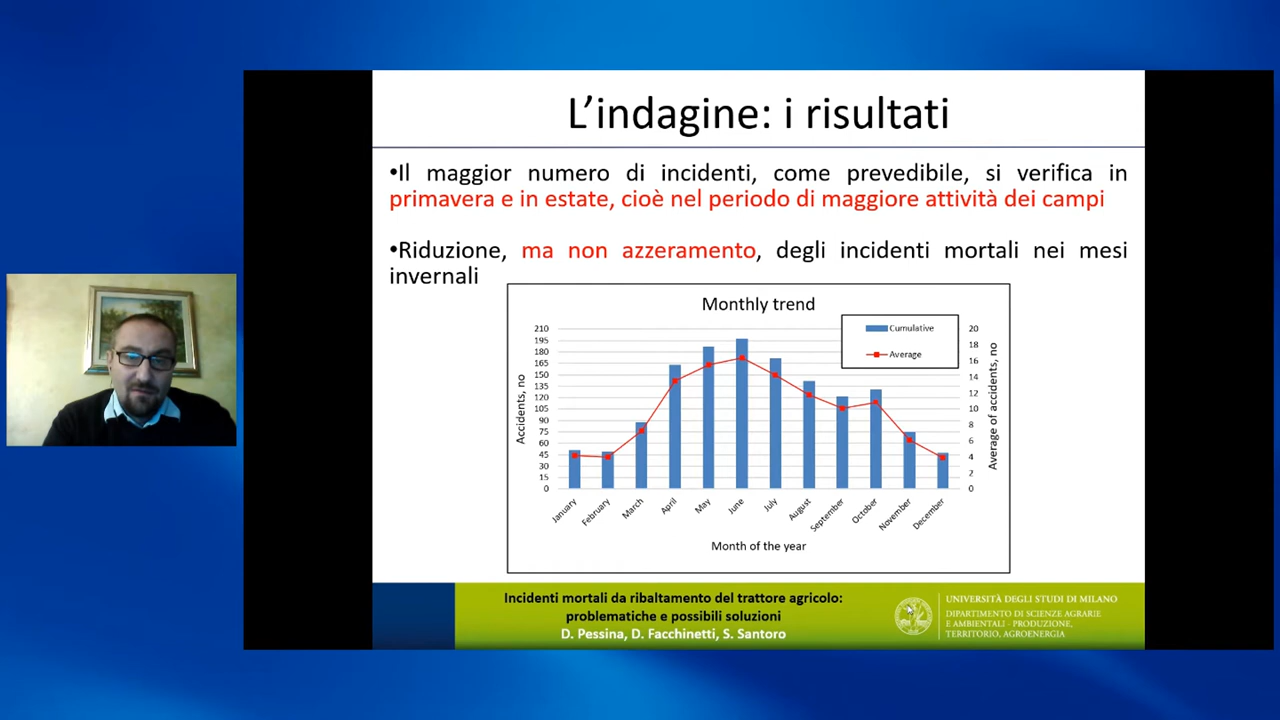 L'indagine: i risultati
•Il maggior numero di incidenti, come prevedibile, si verifica in
primavera e in estate, cioè nel periodo di maggiore attività dei campi
•Riduzione, ma non azzeramento, degli incidenti mortali nei mesi
invernali
Monthly trend
Cumulative
Average
Accidents, no
210
195
180
165
150
135
120
105
90
75
60
45
30
15
0
20
18
16
14
12
10
8
6
4
2
0
Average of accidents, no
January
February
March
April
May
June
July
August
September
October
November
December
Month of the year
Incidenti mortali da ribaltamento del trattore agricolo:
problematiche e possibili soluzioni
D. Pessina, D. Facchinetti, S. Santoro
UNIVERSITÀ DEGLI STUDI DI MILANO
DIPARTIMENTO DI SCIENZE AGRARIE
E AMBIENTALI - PRODUZIONE,
TERRITORIO, AGROENERGIA